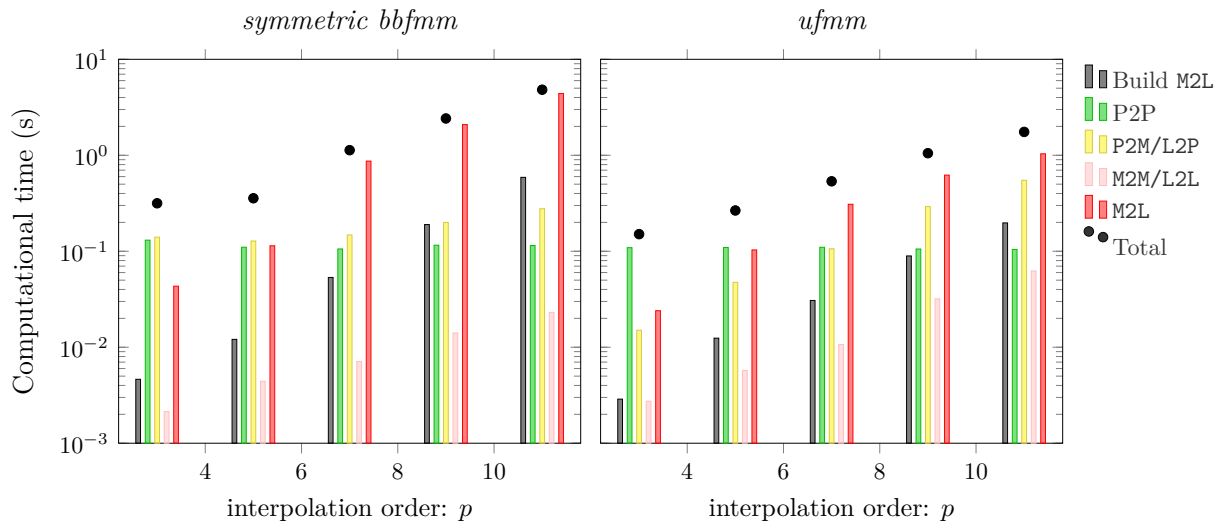 symmetric bbfmm
ufmm
Computational time (s)
10^1
10^0
10^−1
10^−2
10^−3
4 6 8 10
4 6 8 10
interpolation order: p
interpolation order: p
Build M2L
P2P
P2M/L2P
M2M/L2L
M2L
Total